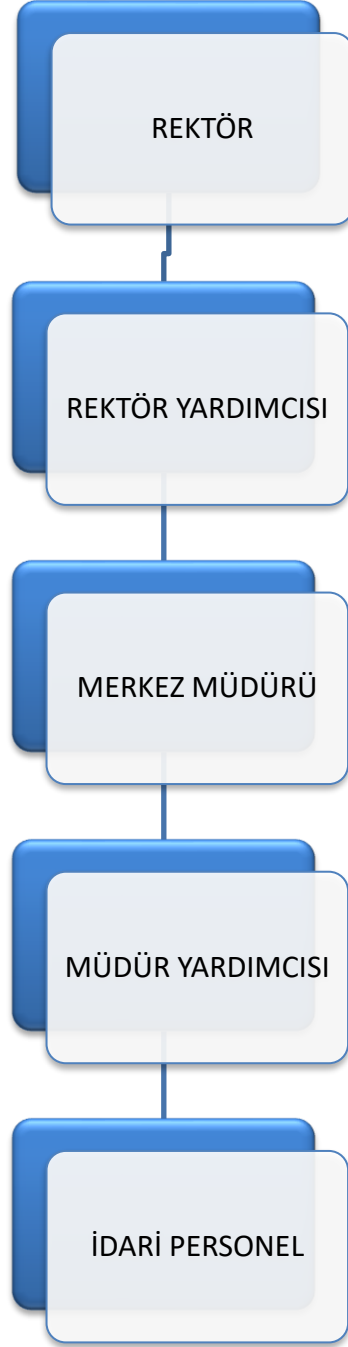 REKTÖR
REKTÖR YARDIMCISI
MERKEZ MÜDÜRÜ
MÜDÜR YARDIMCISI
İDARİ PERSONEL